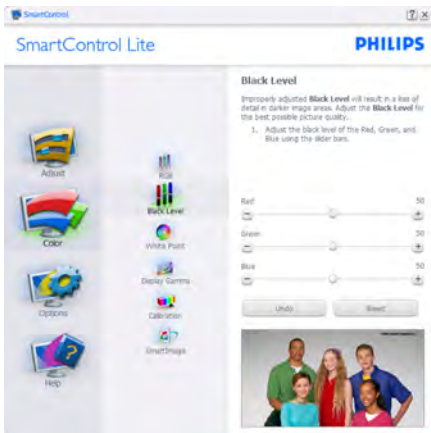 SmartControl
SmartControl Lite
PHILIPS
Adjust
Color
Options
Help
RGB
Black Level
White Point
Display Gamma
Calibration
SmartImage
Black Level
Improperly adjusted Black Level will result in a loss of
detail in darker image areas. Adjust the Black Level for
the best possible picture quality.
1. Adjust the black level of the Red, Green, and
Blue using the slider bars.
Red 50
Green 50
Blue 50
Undo Reset